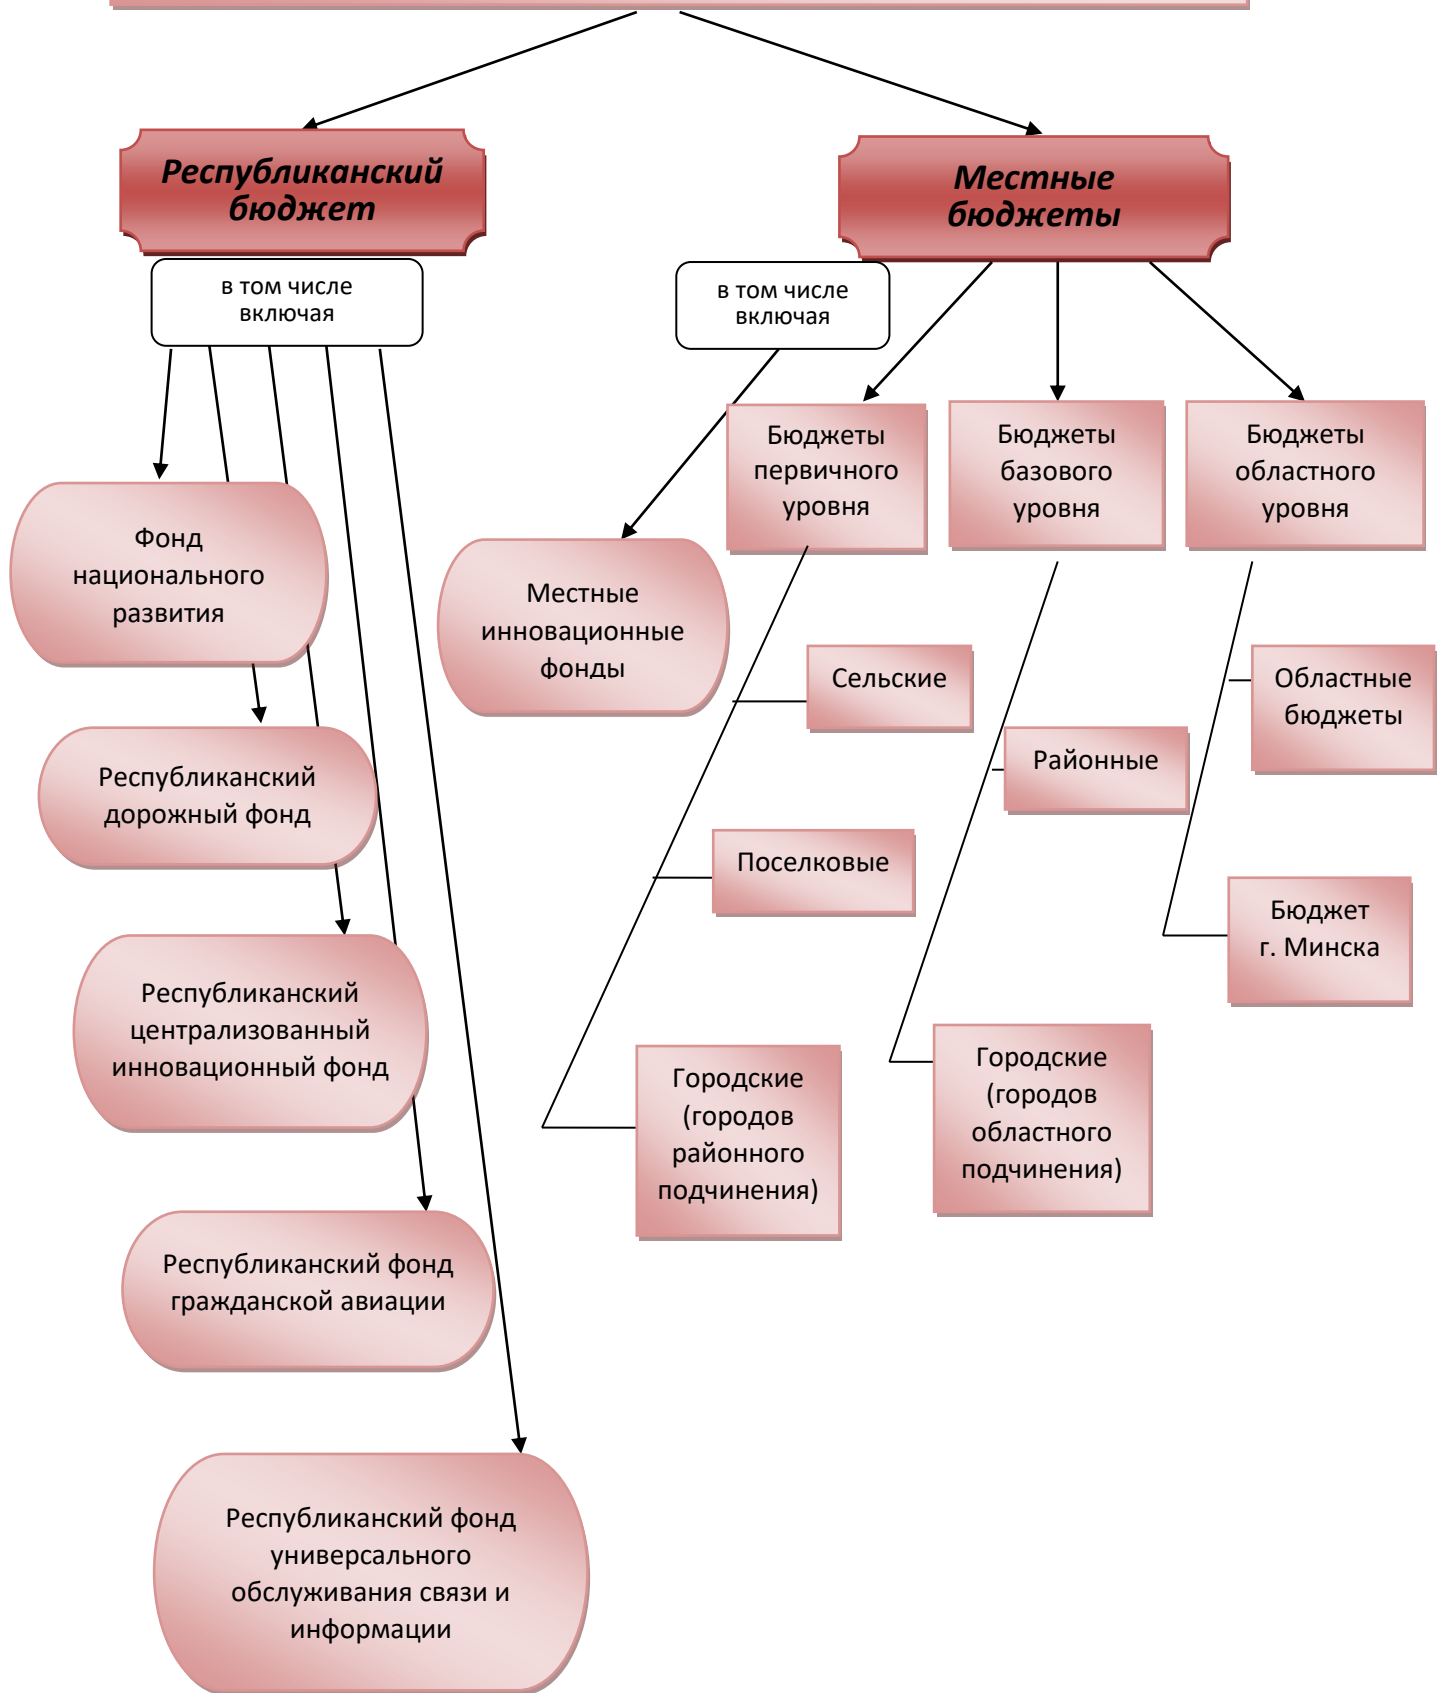 Республиканский
бюджет
Местные
бюджеты
в том числе
включая
в том числе
включая
Бюджеты
первичного
уровня
Бюджеты
базового
уровня
Бюджеты
областного
уровня
Фонд
национального
развития
Местные
инновационные
фонды
Сельские
Областные
бюджеты
Районные
Республиканский
дорожный фонд
Поселковые
Бюджет
г. Минска
Республиканский
централизованный
инновационный фонд
Городские
(городов
районного
подчинения)
Городские
(городов
областного
подчинения)
Республиканский фонд
гражданской авиации
Республиканский фонд
универсального
обслуживания связи и
информации